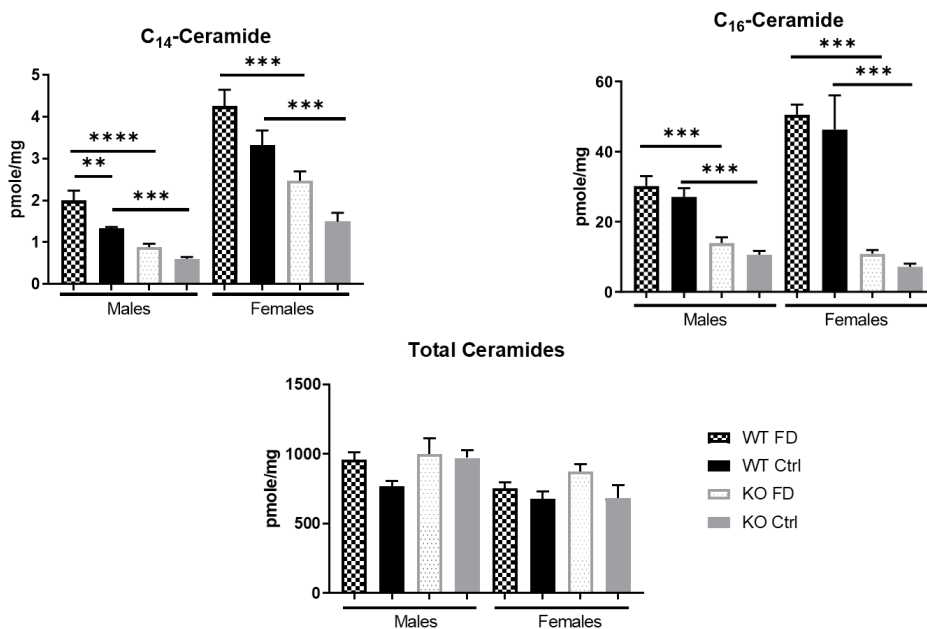 C₁₄-Ceramide
5
4
3
2
1
0
pmole/mg
****
**
***
***
***
Males
Females
C₁₆-Ceramide
60
40
20
0
pmole/mg
***
***
***
***
Males
Females
Total Ceramides
1500
1000
500
0
pmole/mg
Males
Females
WT FD
WT Ctrl
KO FD
KO Ctrl